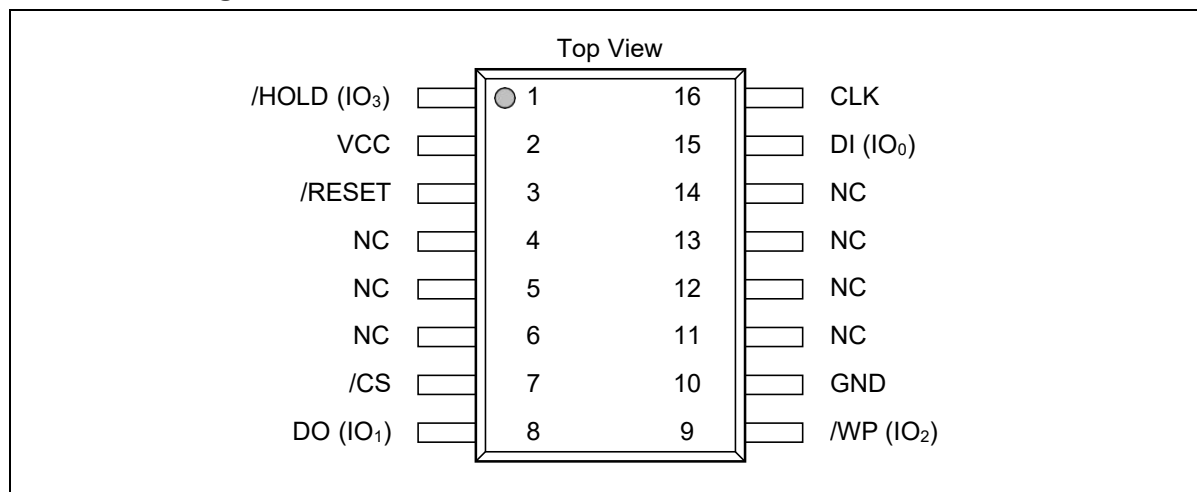 Top View
/HOLD (IO₃) 1 16 CLK
VCC 2 15 DI (IO₀)
/RESET 3 14 NC
NC 4 13 NC
NC 5 12 NC
NC 6 11 NC
/CS 7 10 GND
DO (IO₁) 8 9 /WP (IO₂)